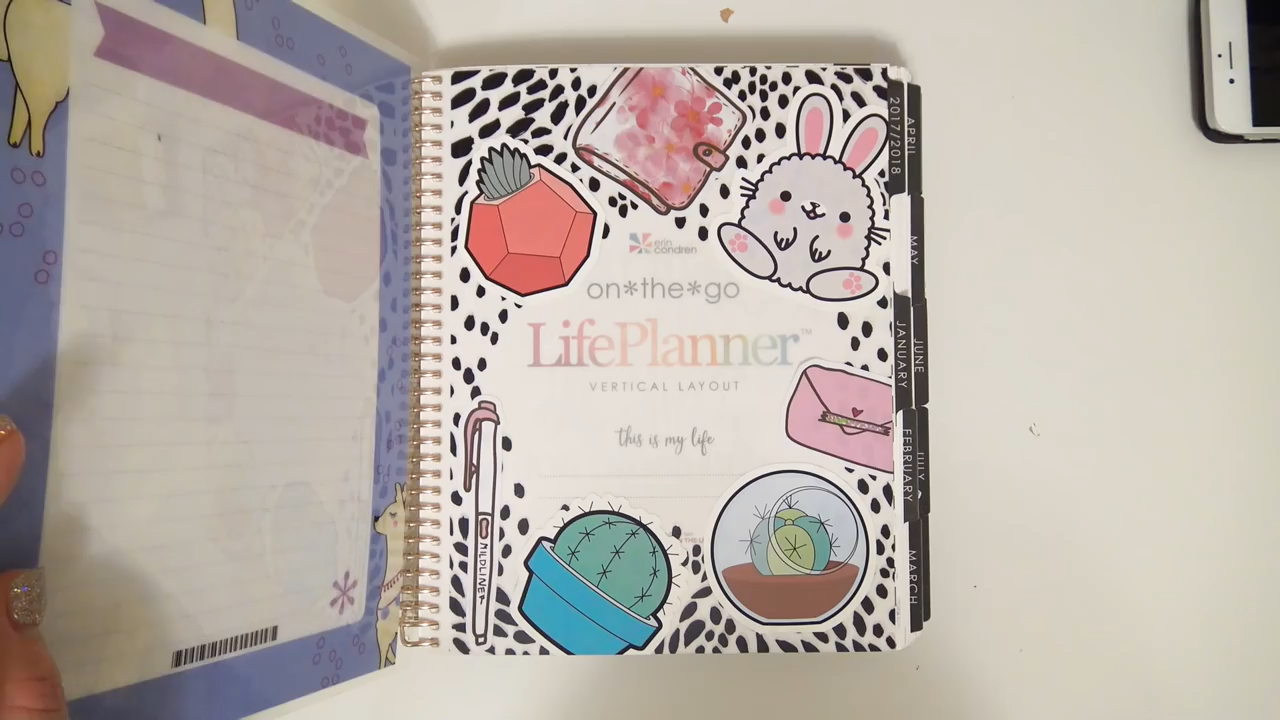 erin
condren
on*the*go
LifePlanner™
VERTICAL LAYOUT
this is my life
MILDLINER
2017/2018
APRIL
MAY
JANUARY
JUNE
FEBRUARY
JULY
MARCH